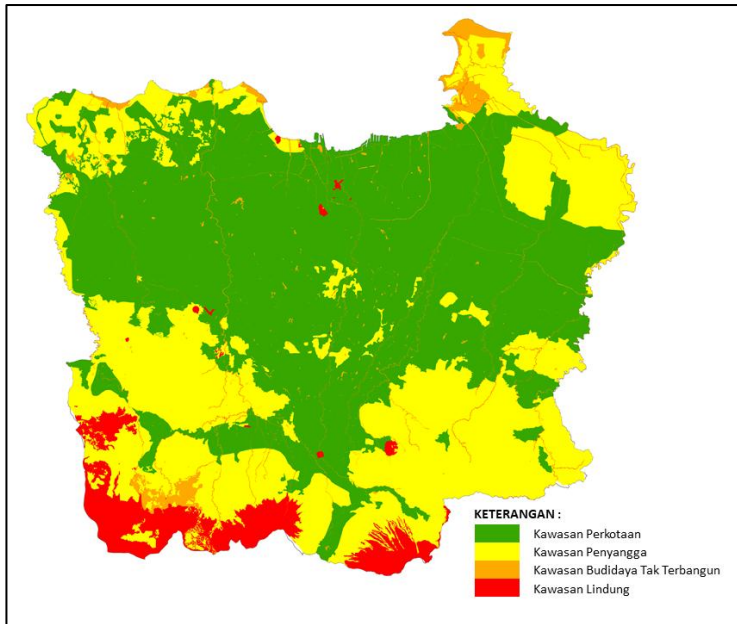 KETERANGAN :
Kawasan Perkotaan
Kawasan Penyangga
Kawasan Budidaya Tak Terbangun
Kawasan Lindung